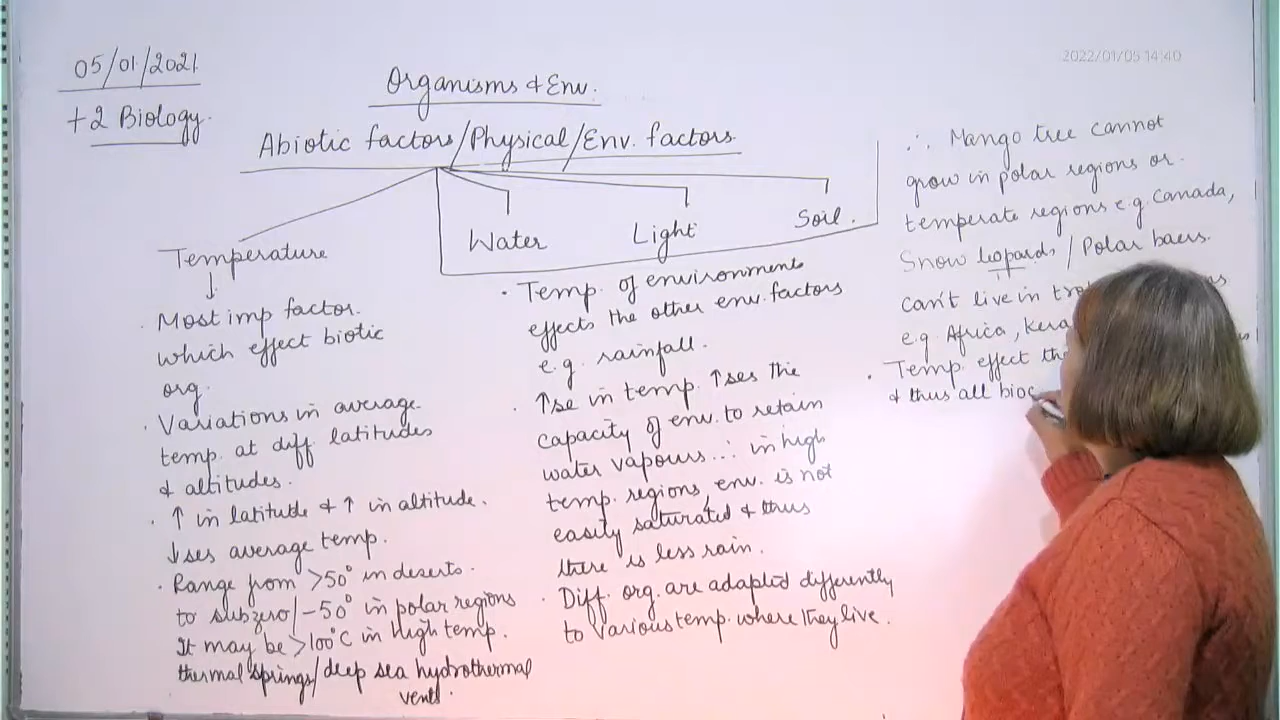 05/01/2021
+2 Biology.
2022/01/05 14:40
Organisms & Env.
Abiotic factors/Physical/Env. factors.
Temperature
Water
Light
Soil.
· Most imp factor.
which effect biotic
org.
· Variations in average
temp. at diff latitudes
& altitudes.
· ↑ in latitude & ↑ in altitude.
↓ses average temp.
· Range from >50° in deserts.
to subzero/-50° in polar regions
It may be >100°C in high temp.
thermal springs/deep sea hydrothermal
vents.
· Temp. of environment
effects the other env. factors
e.g. rainfall.
· ↑se in temp. ↑ses the
capacity of env. to retain
water vapours ∴ in high
temp. regions, env. is not
easily saturated & thus
there is less rain.
· Diff. org. are adapted differently
to various temp. where they live.
∴ Mango tree cannot
grow in polar regions or
temperate regions e.g. Canada,
Snow leopards / Polar baers.
can't live in
e.g Africa,
· Temp. effect
& thus all